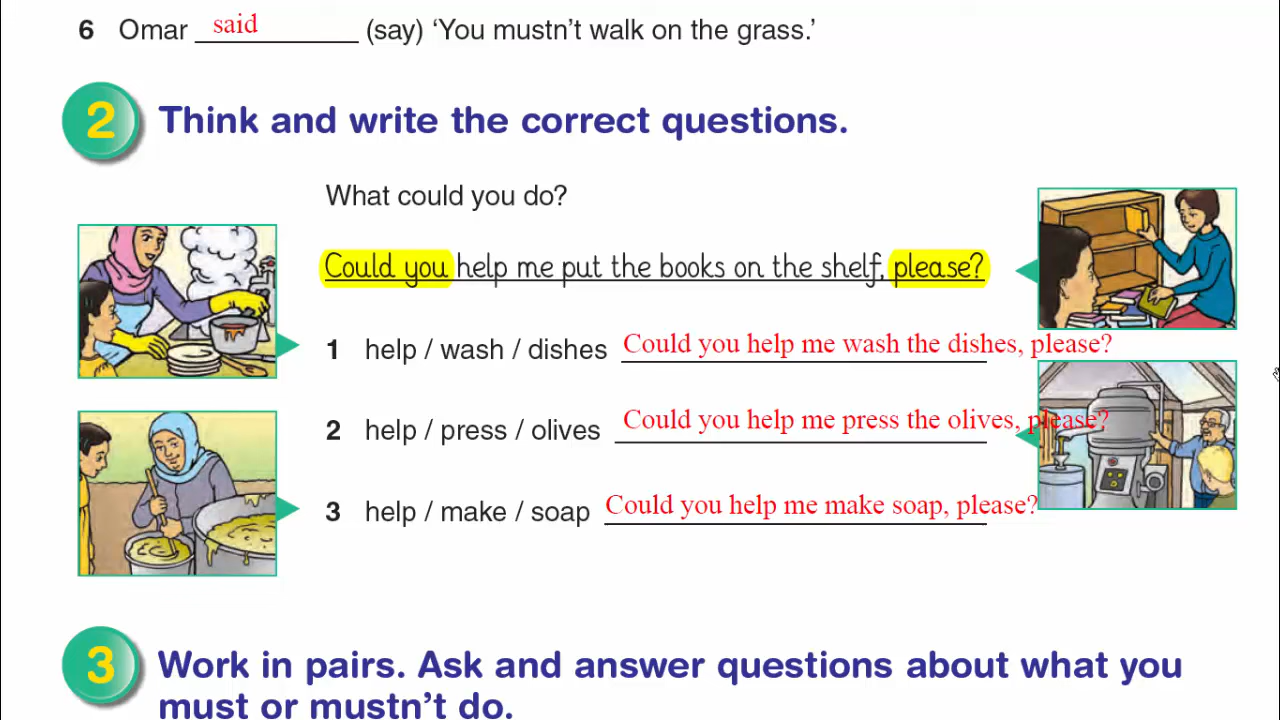 6 Omar said (say) ‘You mustn’t walk on the grass.’
2 Think and write the correct questions.
What could you do?
Could you help me put the books on the shelf, please?
1 help / wash / dishes Could you help me wash the dishes, please?
2 help / press / olives Could you help me press the olives, please?
3 help / make / soap Could you help me make soap, please?
3 Work in pairs. Ask and answer questions about what you
must or mustn’t do.